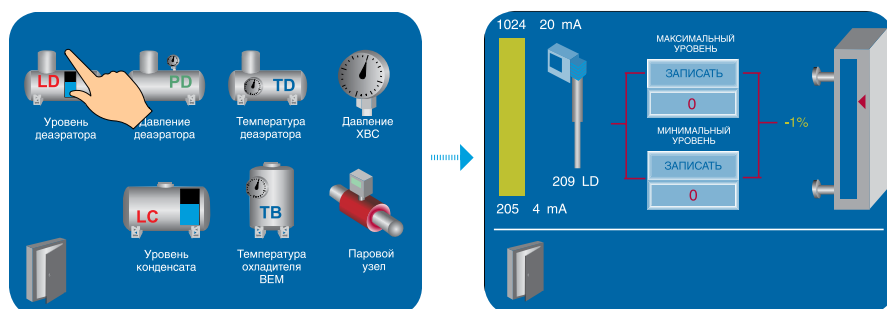 LD
PD
TD
Уровень
деаэратора
Давление
деаэратора
Температура
деаэратора
Давление
ХВС
LC
TB
Уровень
конденсата
Температура
охладителя
ВЕМ
Паровой
узел
1024 20 mA
МАКСИМАЛЬНЫЙ
УРОВЕНЬ
ЗАПИСАТЬ
0
-1%
МИНИМАЛЬНЫЙ
УРОВЕНЬ
ЗАПИСАТЬ
0
209 LD
205 4 mA